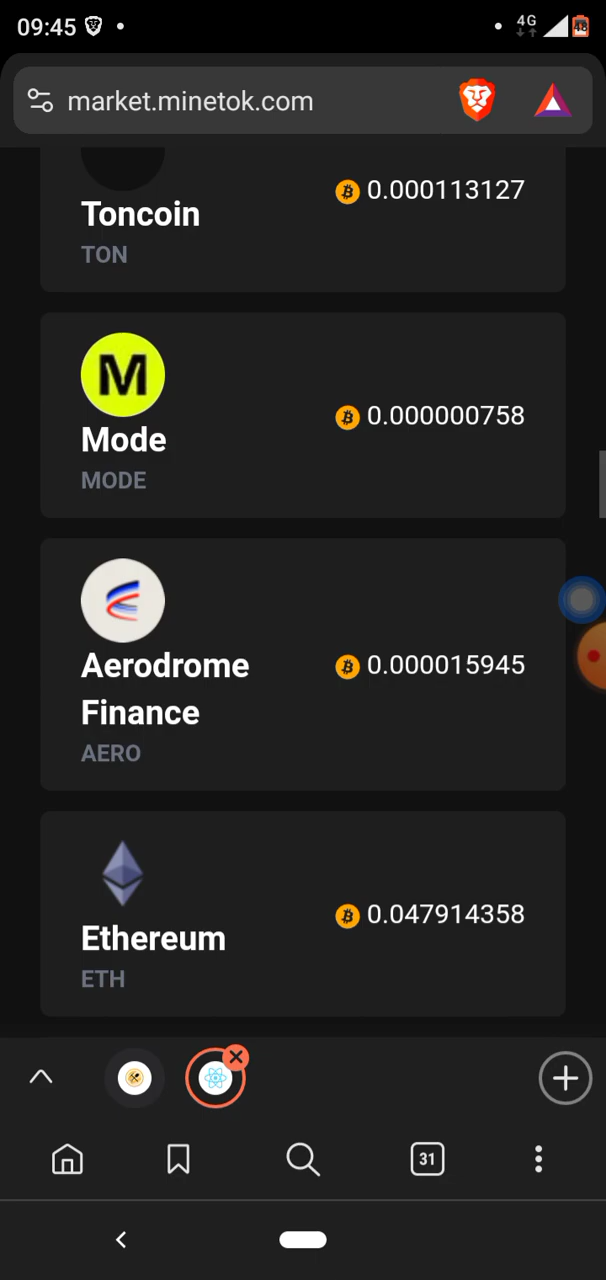 09:45
4G
48
market.minetok.com
0.000113127
Toncoin
TON
M
0.000000758
Mode
MODE
0.000015945
Aerodrome
Finance
AERO
0.047914358
Ethereum
ETH
31